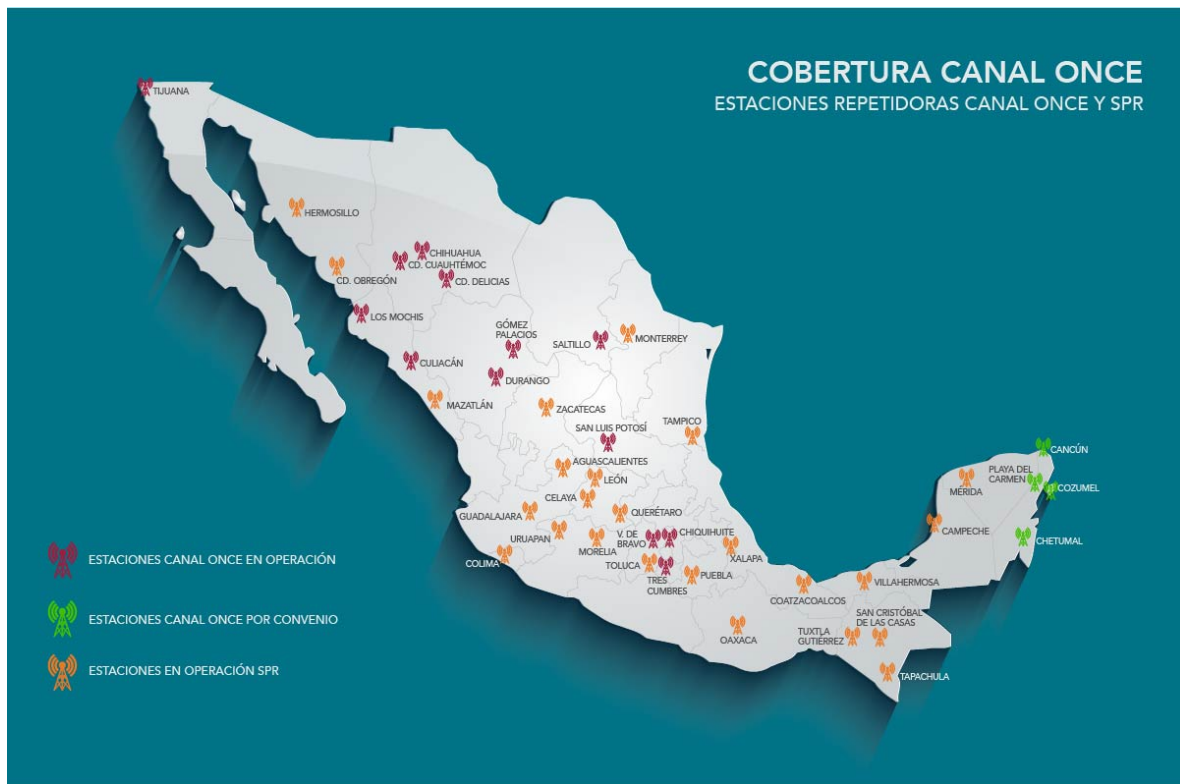 COBERTURA CANAL ONCE
ESTACIONES REPETIDORAS CANAL ONCE Y SPR
TIJUANA
HERMOSILLO
CHIHUAHUA
CD. CUAUHTÉMOC
CD. OBREGÓN
CD. DELICIAS
LOS MOCHIS
GÓMEZ
PALACIOS
SALTILLO
MONTERREY
CULIACÁN
DURANGO
MAZATLÁN
ZACATECAS
TAMPICO
SAN LUIS POTOSÍ
CANCÚN
AGUASCALIENTES
PLAYA DEL
CARMEN
LEÓN
MÉRIDA
COZUMEL
CELAYA
GUADALAJARA
QUERÉTARO
CAMPECHE
URUAPAN
V. DE
BRAVO
CHIQUIHUITE
CHETUMAL
MORELIA
XALAPA
COLIMA
TOLUCA
TRES
CUMBRES
PUEBLA
VILLAHERMOSA
COATZACOALCOS
SAN CRISTÓBAL
DE LAS CASAS
TUXTLA
GUTIÉRREZ
OAXACA
TAPACHULA
ESTACIONES CANAL ONCE EN OPERACIÓN
ESTACIONES CANAL ONCE POR CONVENIO
ESTACIONES EN OPERACIÓN SPR